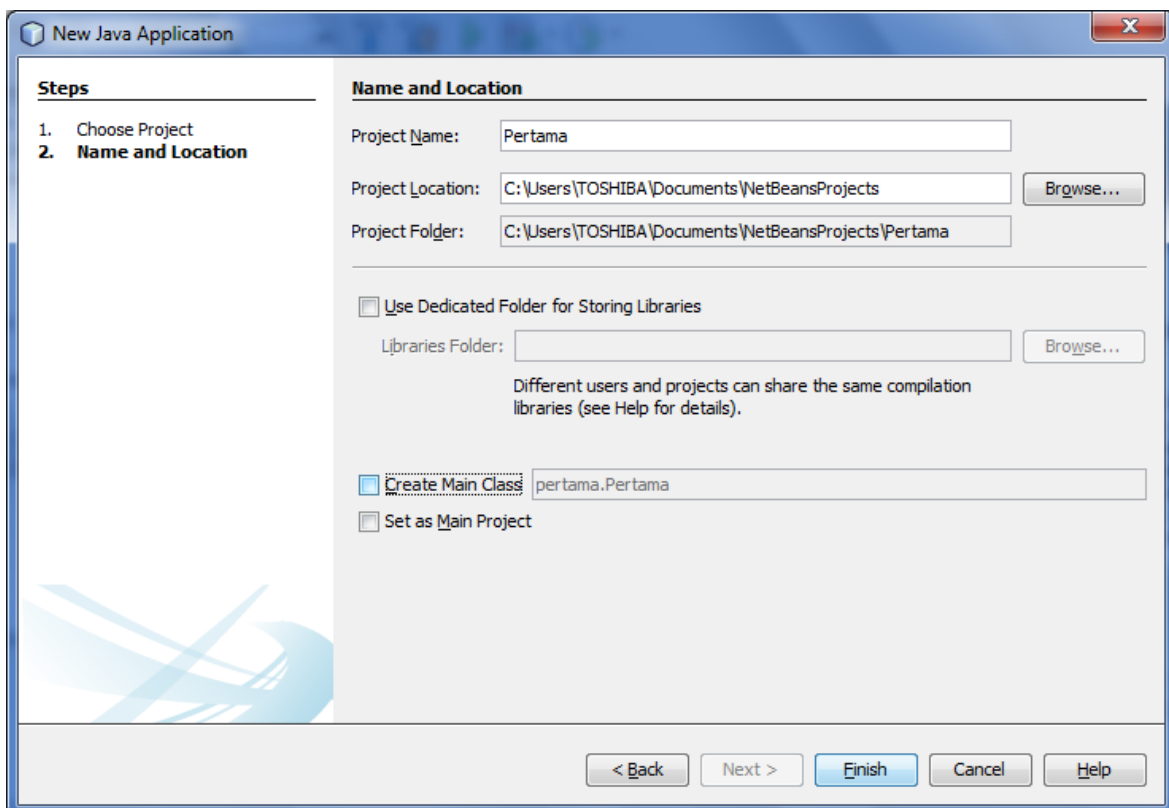 New Java Application
X
Steps
1. Choose Project
2. Name and Location
Name and Location
Project Name: Pertama
Project Location: C:\Users\TOSHIBA\Documents\NetBeansProjects Browse...
Project Folder: C:\Users\TOSHIBA\Documents\NetBeansProjects\Pertama
Use Dedicated Folder for Storing Libraries
Libraries Folder: Browse...
Different users and projects can share the same compilation
libraries (see Help for details).
Create Main Class pertama.Pertama
Set as Main Project
< Back Next > Finish Cancel Help